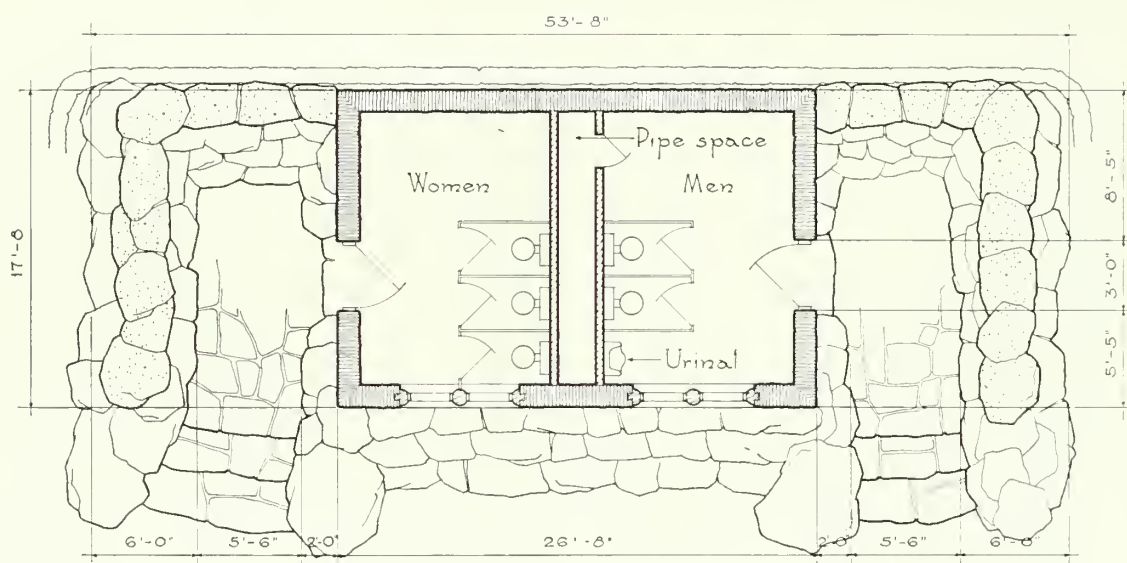 53'-8"
Pipe space
Women
Men
8'-5"
17'-8
3'-0"
Urinal
5'-5"
6'-0" 5'-6" 2'-0" 26'-8" 2'-0" 5'-6" 6'-0"